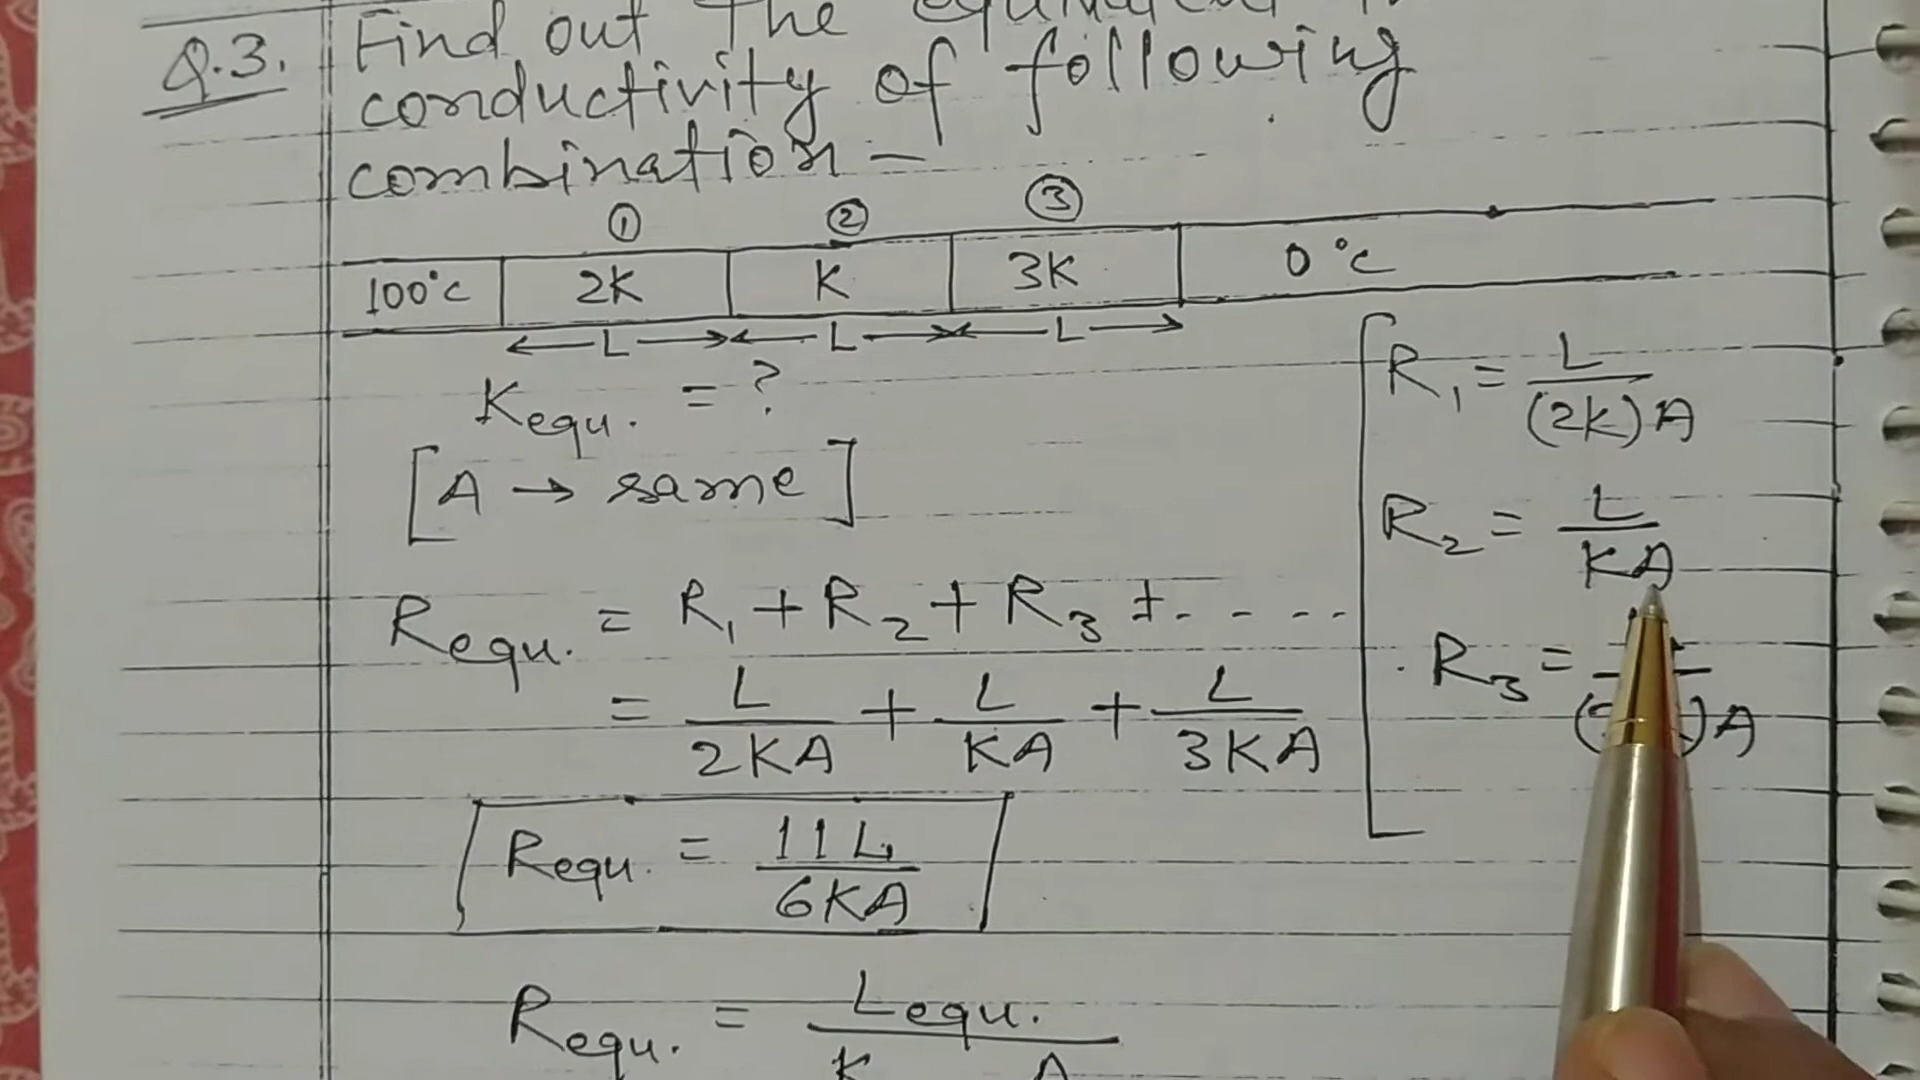 Q.3. Find out the
conductivity of following
combination –
① ② ③
100°c 2K K 3K 0°c
L L L
Kequ. = ?
[A → same]
R₁ = L/(2K)A
R₂ = L/KA
Requ. = R₁ + R₂ + R₃ + - - - -
R₃ = A
= L/2KA + L/KA + L/3KA
Requ. = 11L/6KA
Requ. = Lequ./K A